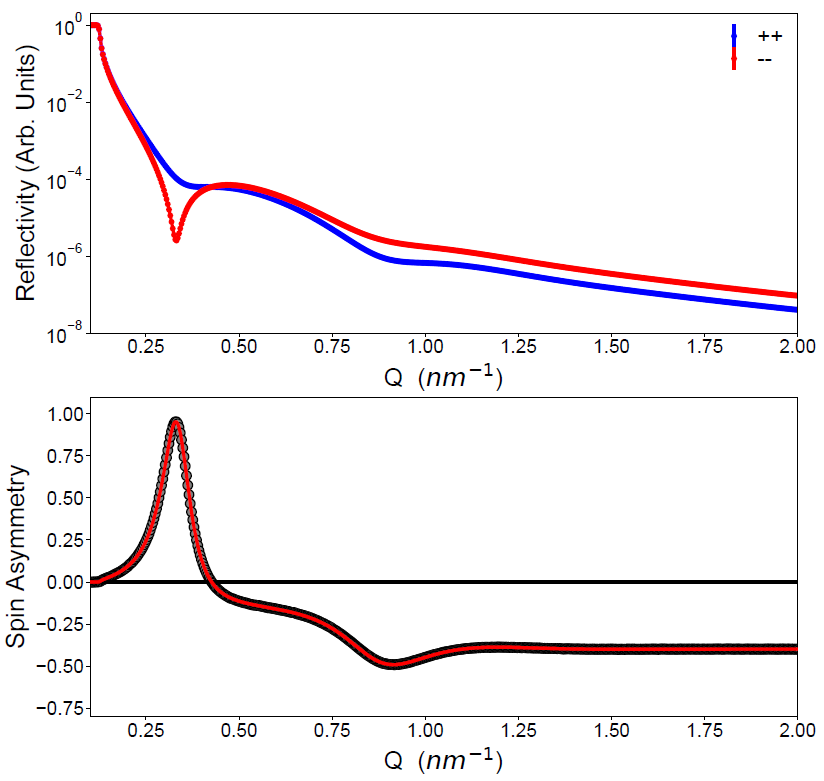 10⁰
10⁻²
10⁻⁴
10⁻⁶
10⁻⁸
Reflectivity (Arb. Units)
++
--
0.25 0.50 0.75 1.00 1.25 1.50 1.75 2.00
Q (nm⁻¹)
1.00
0.75
0.50
0.25
0.00
−0.25
−0.50
−0.75
Spin Asymmetry
0.25 0.50 0.75 1.00 1.25 1.50 1.75 2.00
Q (nm⁻¹)